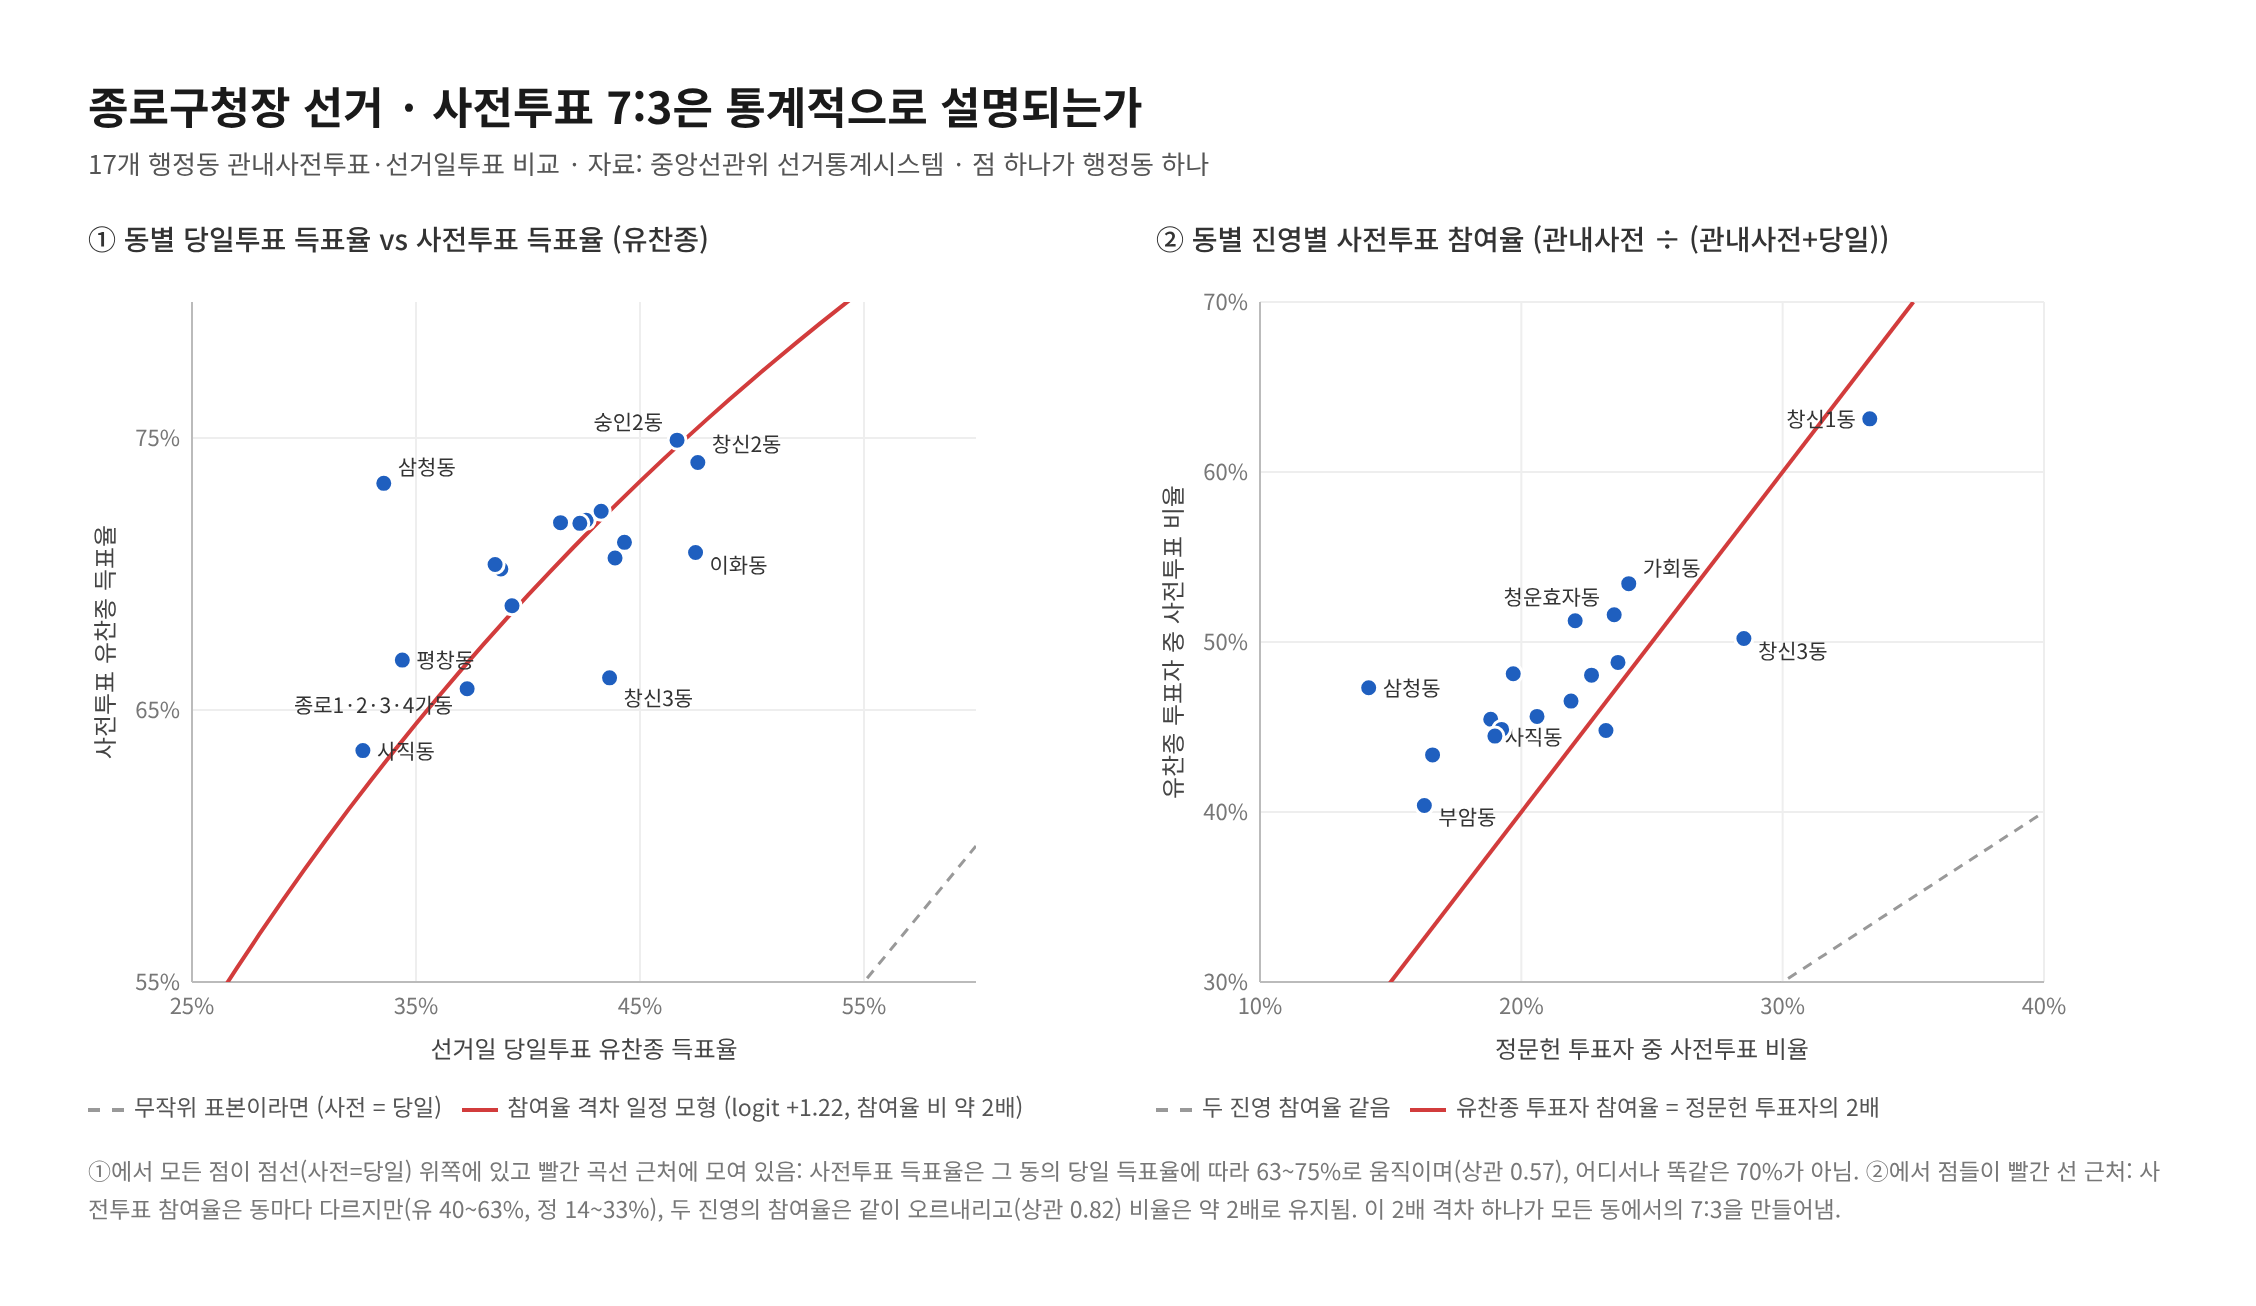 종로구청장 선거 · 사전투표 7:3은 통계적으로 설명되는가
17개 행정동 관내사전투표·선거일투표 비교 · 자료: 중앙선관위 선거통계시스템 · 점 하나가 행정동 하나
① 동별 당일투표 득표율 vs 사전투표 득표율 (유찬종)
사전투표 유찬종 득표율
75%
65%
55%
숭인2동
창신2동
삼청동
이화동
평창동
창신3동
종로1·2·3·4가동
사직동
25%
35%
45%
55%
선거일 당일투표 유찬종 득표율
무작위 표본이라면 (사전 = 당일)
참여율 격차 일정 모형 (logit +1.22, 참여율 비 약 2배)
② 동별 진영별 사전투표 참여율 (관내사전 ÷ (관내사전+당일))
유찬종 투표자 중 사전투표 비율
70%
60%
50%
40%
30%
창신1동
가회동
청운효자동
창신3동
삼청동
사직동
부암동
10%
20%
30%
40%
정문헌 투표자 중 사전투표 비율
두 진영 참여율 같음
유찬종 투표자 참여율 = 정문헌 투표자의 2배
①에서 모든 점이 점선(사전=당일) 위쪽에 있고 빨간 곡선 근처에 모여 있음: 사전투표 득표율은 그 동의 당일 득표율에 따라 63~75%로 움직이며(상관 0.57), 어디서나 똑같은 70%가 아님. ②에서 점들이 빨간 선 근처: 사
전투표 참여율은 동마다 다르지만(유 40~63%, 정 14~33%), 두 진영의 참여율은 같이 오르내리고(상관 0.82) 비율은 약 2배로 유지됨. 이 2배 격차 하나가 모든 동에서의 7:3을 만들어냄.